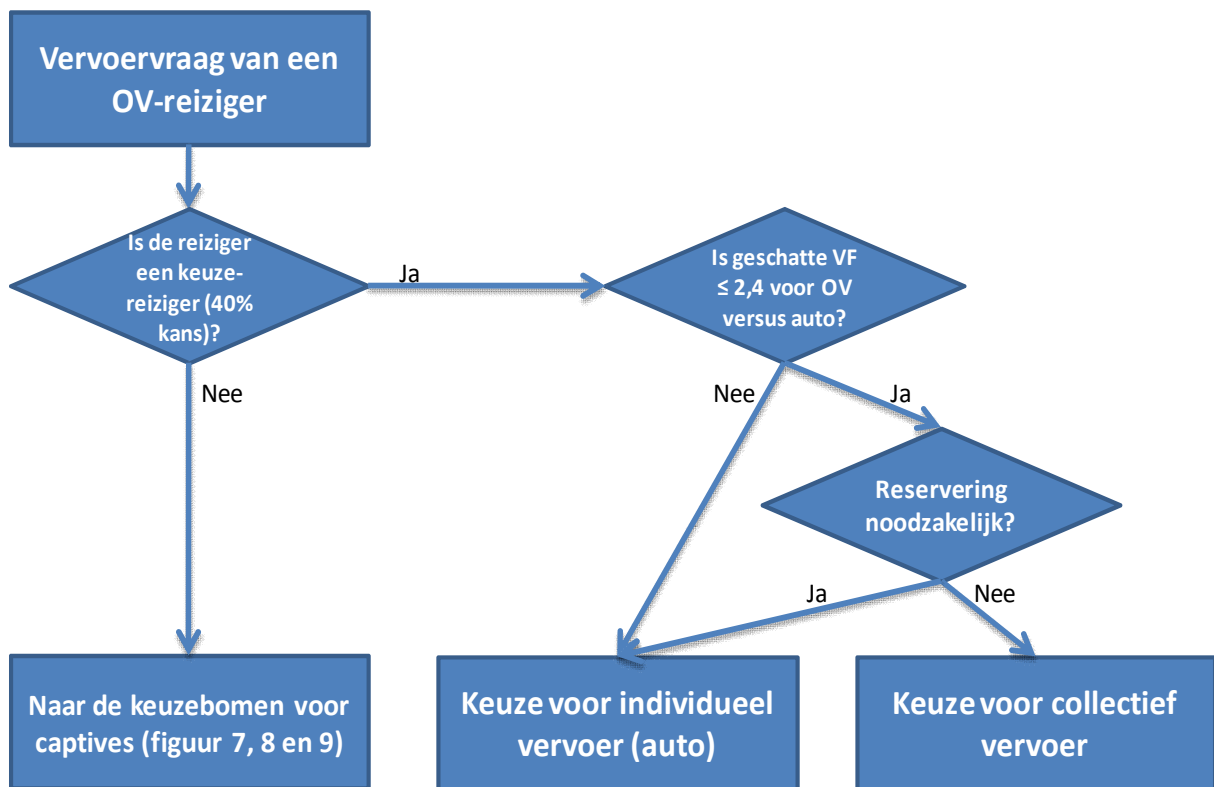 Vervoervraag van een
OV-reiziger
Is de reiziger
een keuze-
reiziger (40%
kans)?
Ja
Is geschatte VF
≤ 2,4 voor OV
versus auto?
Nee
Nee
Ja
Reservering
noodzakelijk?
Ja
Nee
Naar de keuzebomen voor
captives (figuur 7, 8 en 9)
Keuze voor individueel
vervoer (auto)
Keuze voor collectief
vervoer